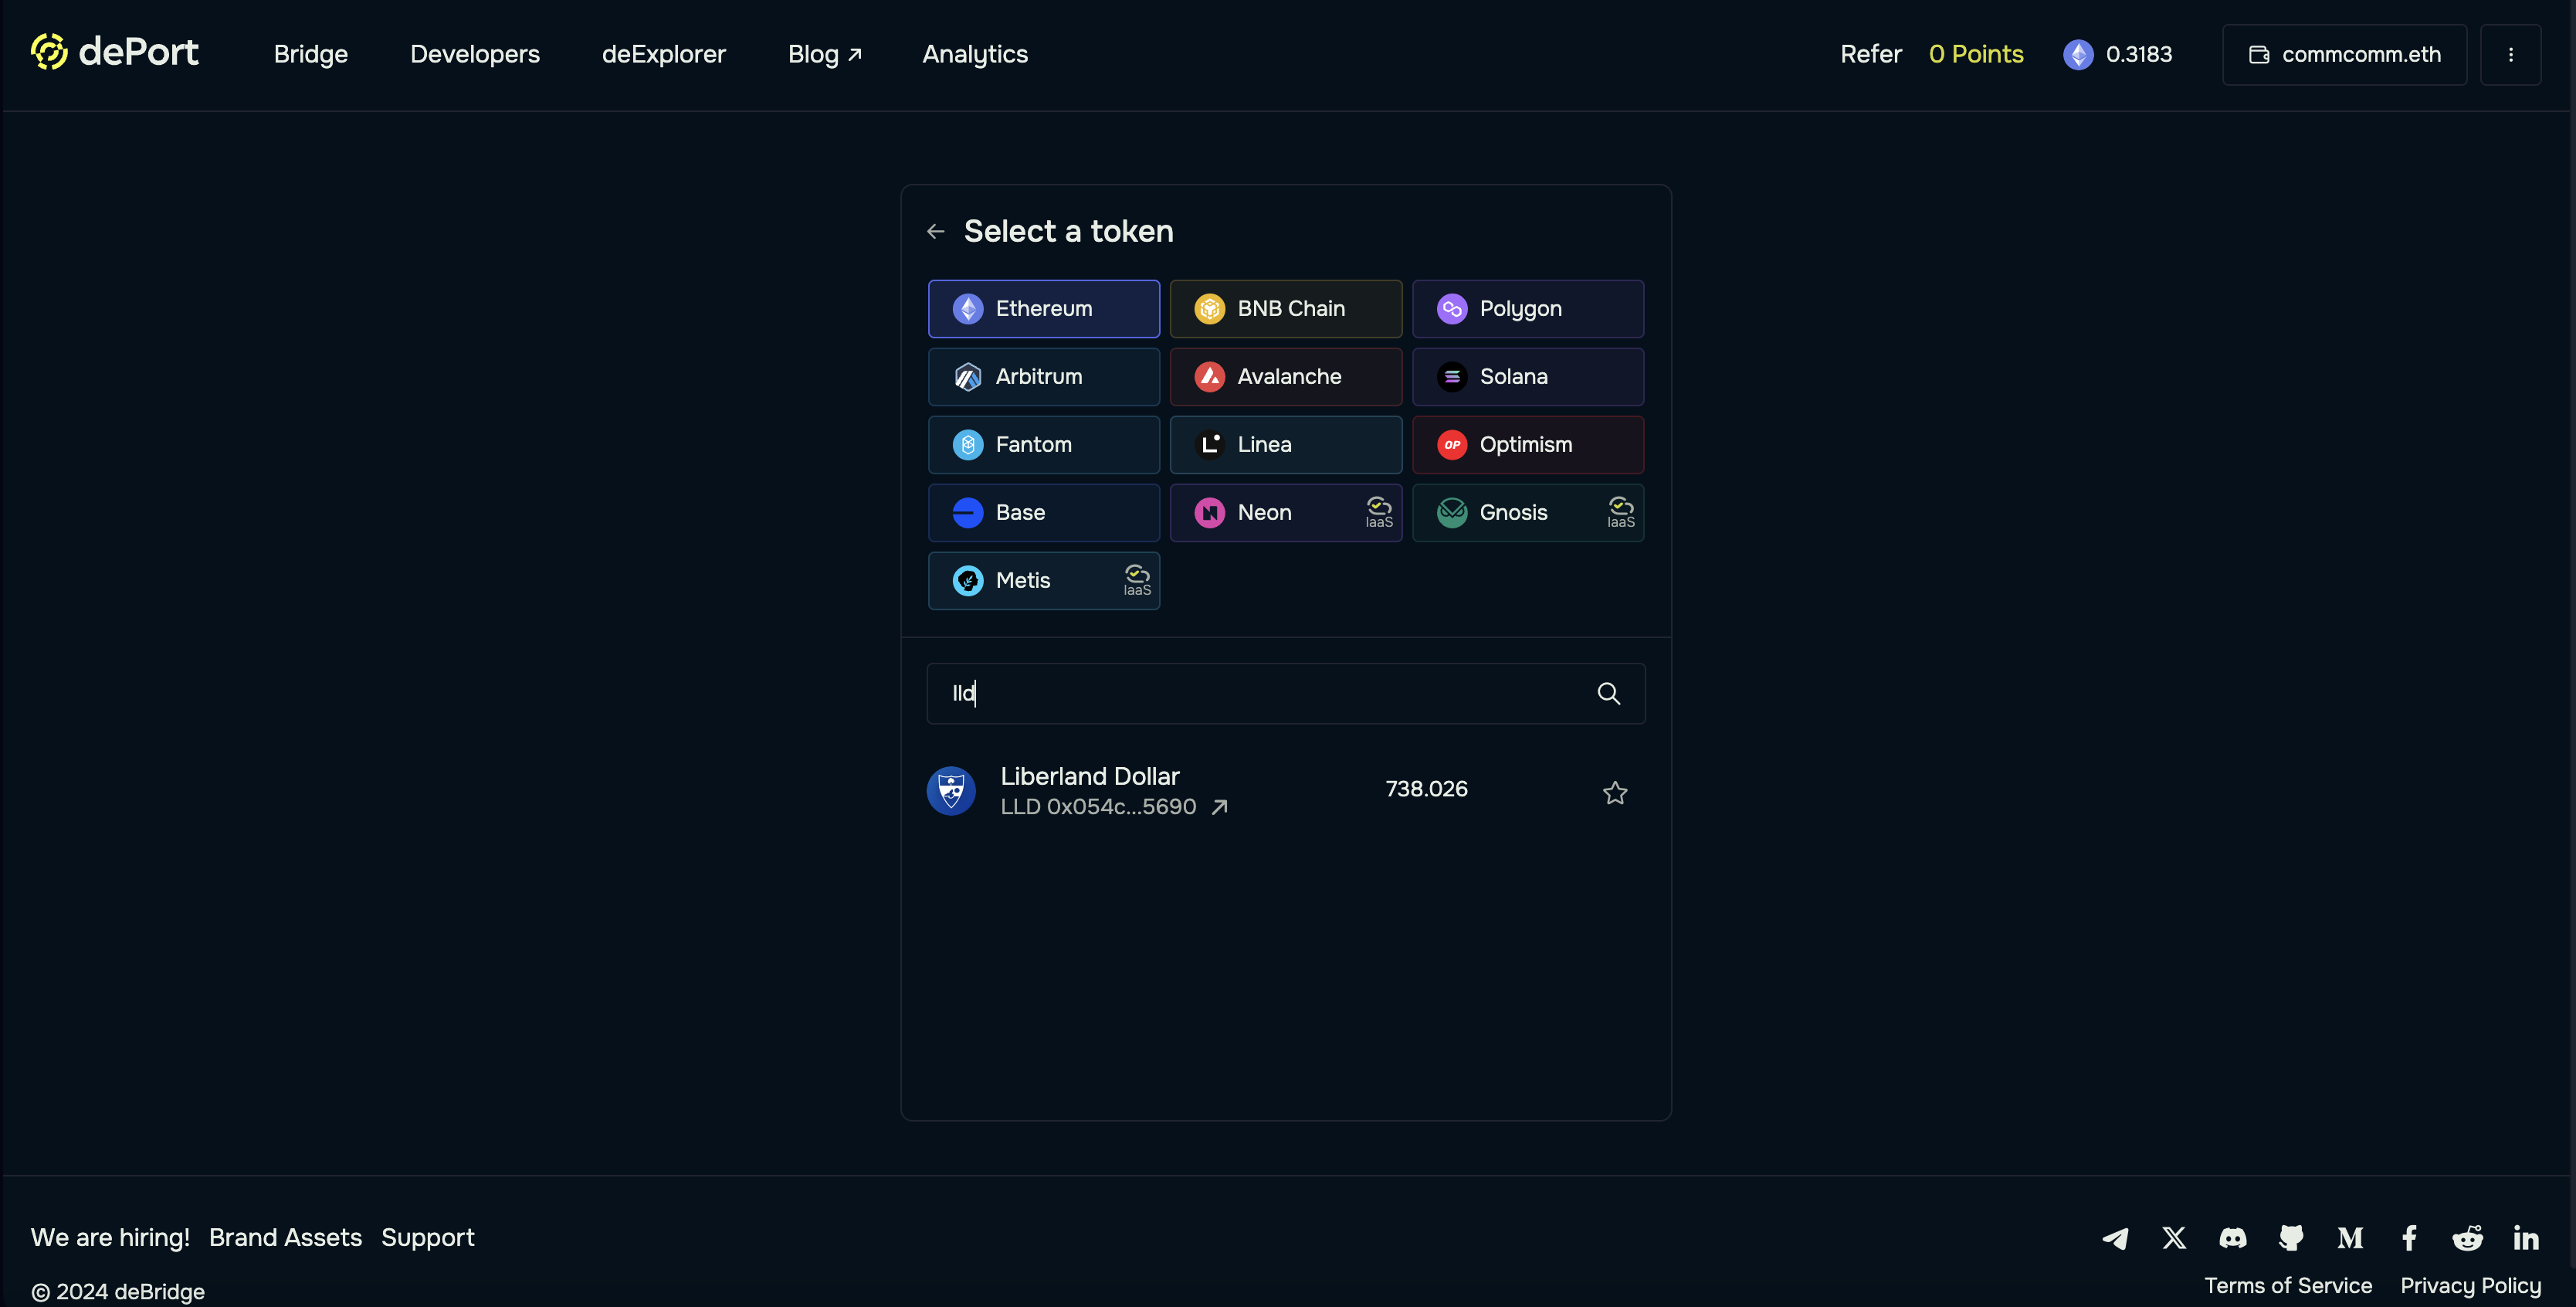 dePort Bridge Developers deExplorer Blog ↗ Analytics Refer 0 Points 0.3183 commcomm.eth
← Select a token
Ethereum BNB Chain Polygon
Arbitrum Avalanche Solana
Fantom Linea OP Optimism
Base Neon IaaS Gnosis IaaS
Metis IaaS
lld
Liberland Dollar 738.026
LLD 0x054c...5690 ↗
We are hiring! Brand Assets Support
© 2024 deBridge Terms of Service Privacy Policy